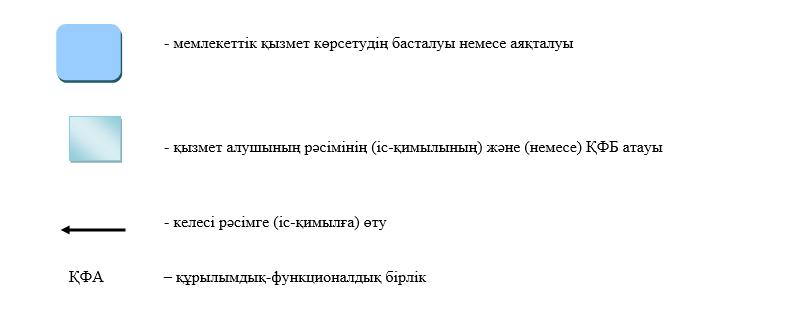 - мемлекеттік қызмет көрсетудің басталуы немесе аяқталуы
- қызмет алушының рәсімінің (іс-қимылының) және (немесе) ҚФБ атауы
- келесі рәсімге (іс-қимылға) өту
ҚФА – құрылымдық-функционалдық бірлік